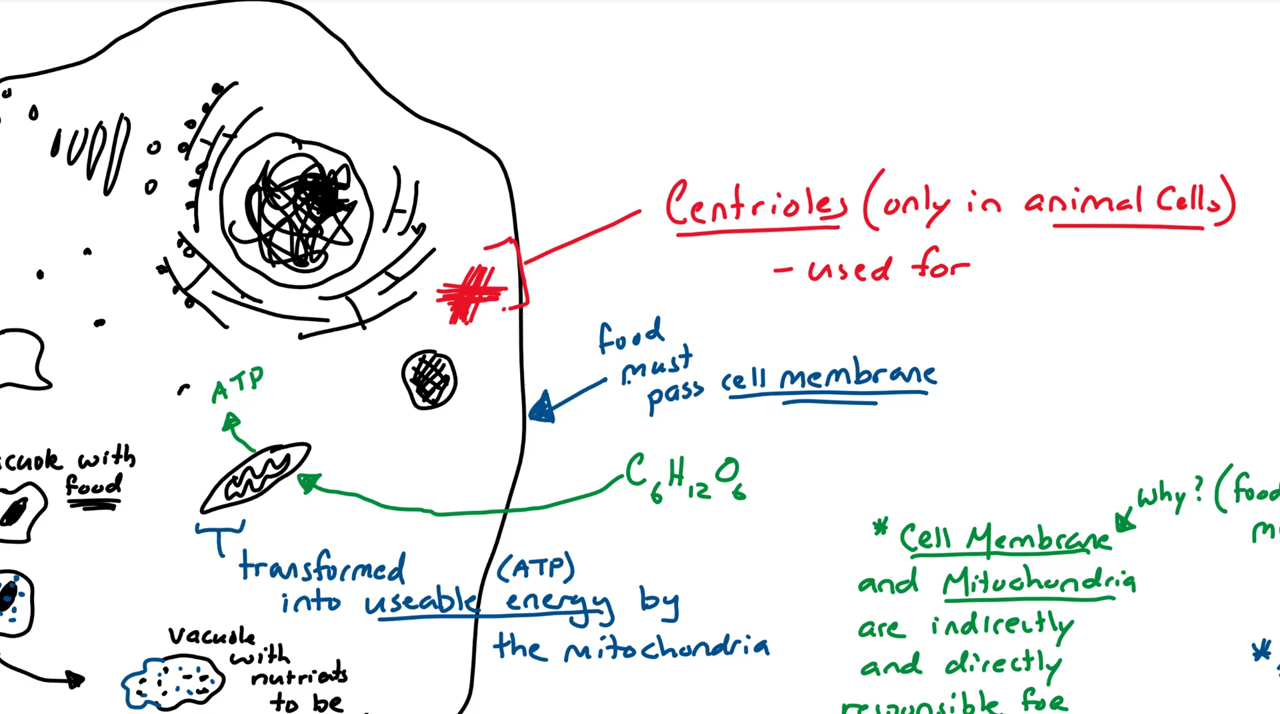 Centrioles (only in animal Cells)
- used for
food
must
pass cell membrane
ATP
C6H12O6
with
food
transformed (ATP)
into useable energy by
the mitochondria
Vacuole
with
nutrients
to be
why? (food
* Cell Membrane
and Mitochondria
are indirectly
and directly
responsible for
*